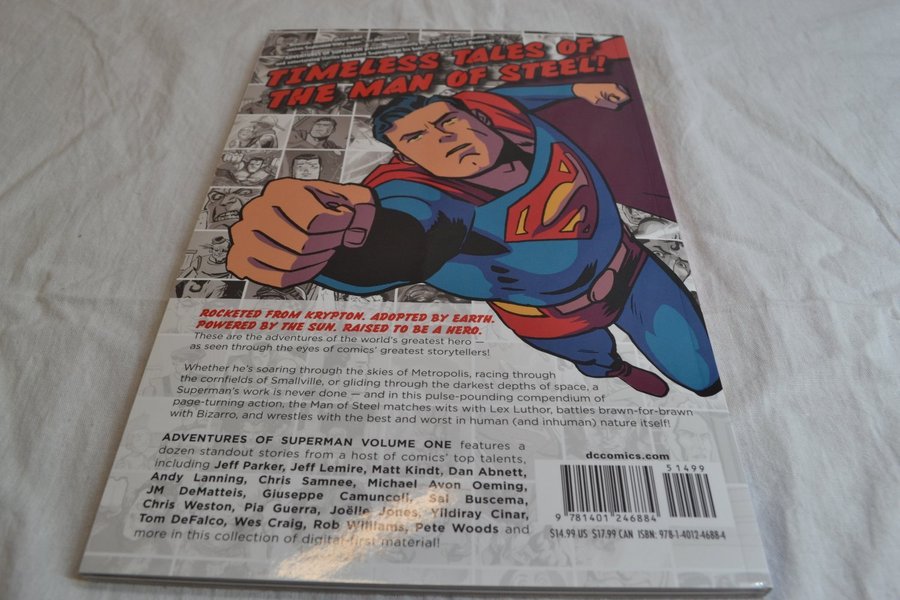 TIMELESS TALES OF
THE MAN OF STEEL!
S
ROCKETED FROM KRYPTON. ADOPTED BY EARTH.
POWERED BY THE SUN. RAISED TO BE A HERO.
These are the adventures of the world's greatest hero —
as seen through the eyes of comics' greatest storytellers!
Whether he's soaring through the skies of Metropolis, racing through
the cornfields of Smallville, or gliding through the darkest depths of space, a
Superman's work is never done — and in this pulse-pounding compendium of
page-turning action, the Man of Steel matches wits with Lex Luthor, battles brawn-for-brawn
with Bizarro, and wrestles with the best and worst in human (and inhuman) nature itself!
ADVENTURES OF SUPERMAN VOLUME ONE features a
dozen standout stories from a host of comics' top talents,
including Jeff Parker, Jeff Lemire, Matt Kindt, Dan Abnett,
Andy Lanning, Chris Samnee, Michael Avon Oeming,
JM DeMatteis, Giuseppe Camuncoli, Sal Buscema,
Chris Weston, Pia Guerra, Joëlle Jones, Yildiray Cinar,
Tom DeFalco, Wes Craig, Rob Williams, Pete Woods and
more in this collection of digital-first material!
dccomics.com
51499
9 781401 246884
$14.99 US $17.99 CAN ISBN: 978-1-4012-4688-4